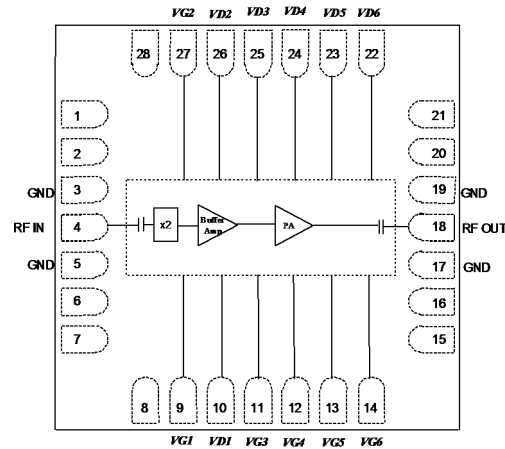 VG2 VD2 VD3 VD4 VD5 VD6
28 27 26 25 24 23 22
1 21
2 20
GND 3 19 GND
RF IN 4 x2 Buffer Amp PA 18 RF OUT
GND 5 17 GND
6 16
7 15
8 9 10 11 12 13 14
VG1 VD1 VG3 VG4 VG5 VG6